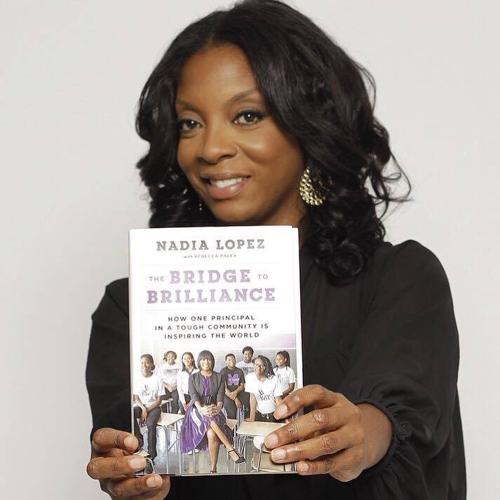 NADIA LOPEZ
with REBECCA PALEY
THE BRIDGE TO
BRILLIANCE
HOW ONE PRINCIPAL
IN A TOUGH COMMUNITY IS
INSPIRING THE WORLD